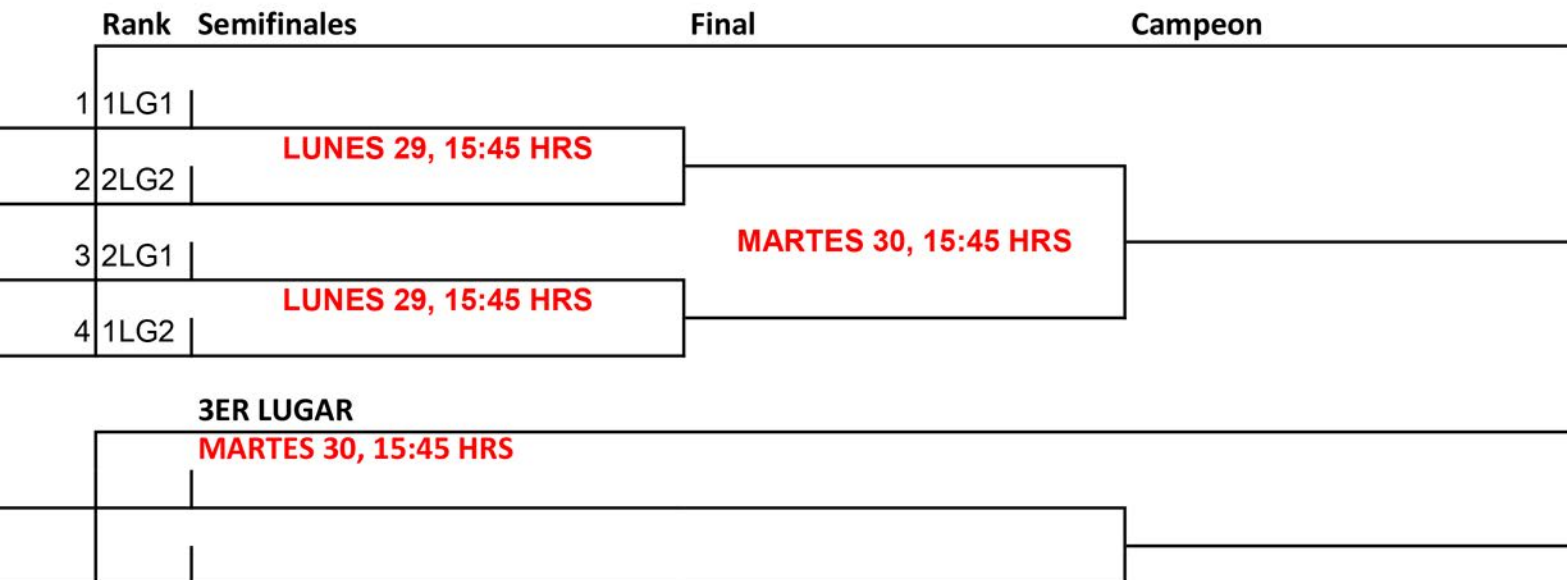 Rank Semifinales Final Campeon
1 1LG1
LUNES 29, 15:45 HRS
2 2LG2
MARTES 30, 15:45 HRS
3 2LG1
LUNES 29, 15:45 HRS
4 1LG2
3ER LUGAR
MARTES 30, 15:45 HRS